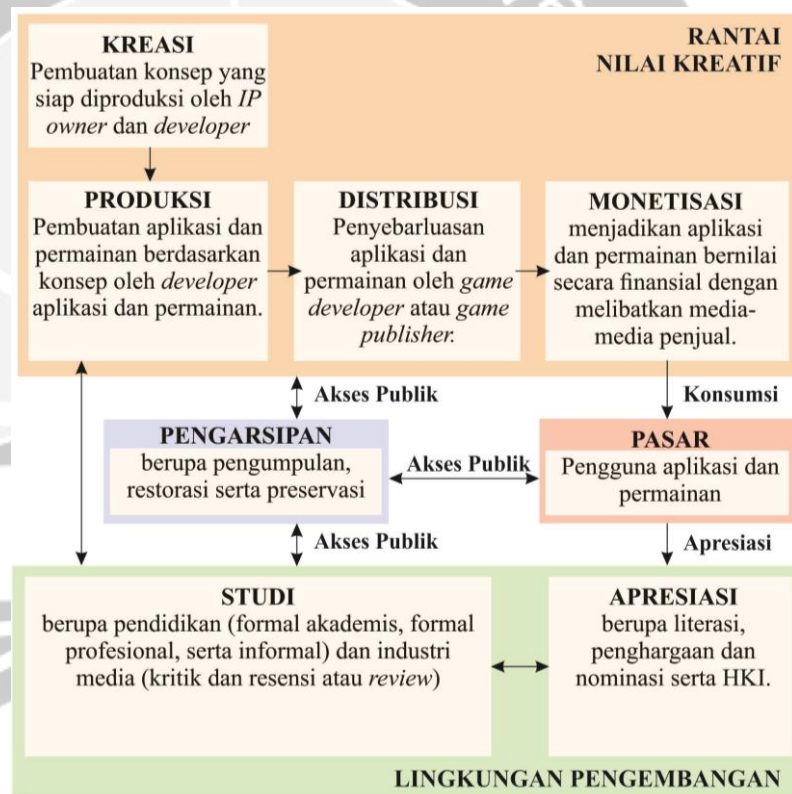 RANTAI
NILAI KREATIF
KREASI
Pembuatan konsep yang
siap diproduksi oleh IP
owner dan developer
PRODUKSI
Pembuatan aplikasi dan
permainan berdasarkan
konsep oleh developer
aplikasi dan permainan.
DISTRIBUSI
Penyebarluasan
aplikasi dan
permainan oleh game
developer atau game
publisher.
MONETISASI
menjadikan aplikasi
dan permainan bernilai
secara finansial dengan
melibatkan media-
media penjual.
Akses Publik
Konsumsi
PENGARSIPAN
berupa pengumpulan,
restorasi serta preservasi
Akses Publik
PASAR
Pengguna aplikasi dan
permainan
Akses Publik
Apresiasi
STUDI
berupa pendidikan (formal akademis, formal
profesional, serta informal) dan industri
media (kritik dan resensi atau review)
APRESIASI
berupa literasi,
penghargaan dan
nominasi serta HKI.
LINGKUNGAN PENGEMBANGAN